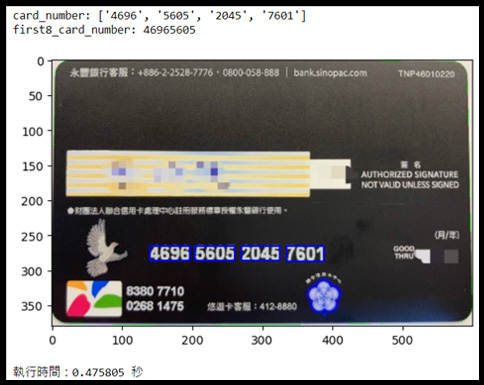 card_number: ['4696', '5605', '2045', '7601']
first8_card_number: 46965605
0
永豐銀行客服：+886-2-2528-7776・0800-058-888 | bank.sinopac.com TNP46010220
50
100
150
簽 名
AUTHORIZED SIGNATURE
NOT VALID UNLESS SIGNED
200
●財團法人聯合信用卡處理中心註冊服務標章授權永豐銀行使用。
(月/年)
250
GOOD
THRU
4696 5605 2045 7601
300
8380 7710
0268 1475
悠遊卡客服：412-8880
350
0 100 200 300 400 500
執行時間：0.475805 秒